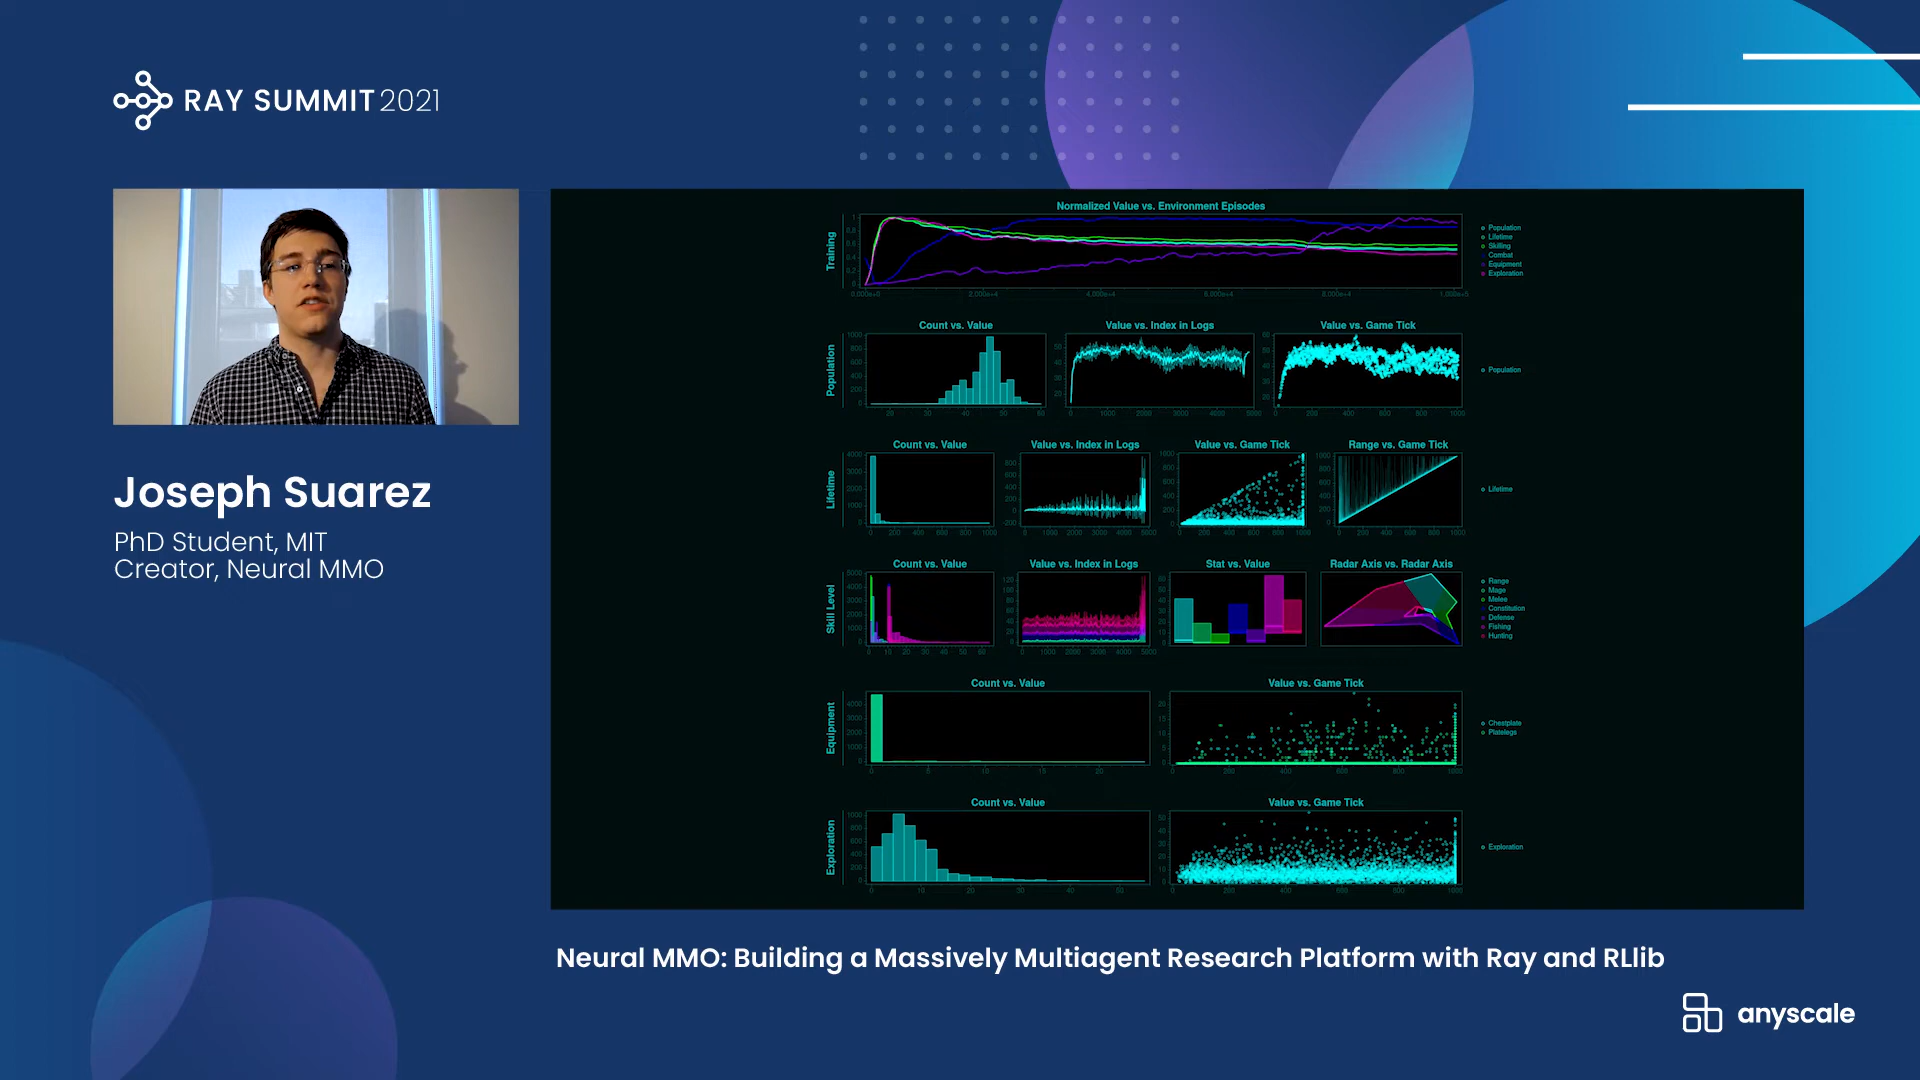 RAY SUMMIT 2021
Joseph Suarez
PhD Student, MIT
Creator, Neural MMO
Normalized Value vs. Environment Episodes
Training
Population
Lifetime
Skilling
Combat
Equipment
Exploration
Count vs. Value
Value vs. Index in Logs
Value vs. Game Tick
Population
Population
Count vs. Value
Value vs. Index in Logs
Value vs. Game Tick
Range vs. Game Tick
Lifetime
Lifetime
Count vs. Value
Value vs. Index in Logs
Stat vs. Value
Radar Axis vs. Radar Axis
Skill Level
Range
Mage
Melee
Constitution
Defense
Fishing
Hunting
Count vs. Value
Value vs. Game Tick
Equipment
Chestplate
Platelegs
Count vs. Value
Value vs. Game Tick
Exploration
Exploration
Neural MMO: Building a Massively Multiagent Research Platform with Ray and RLlib
anyscale